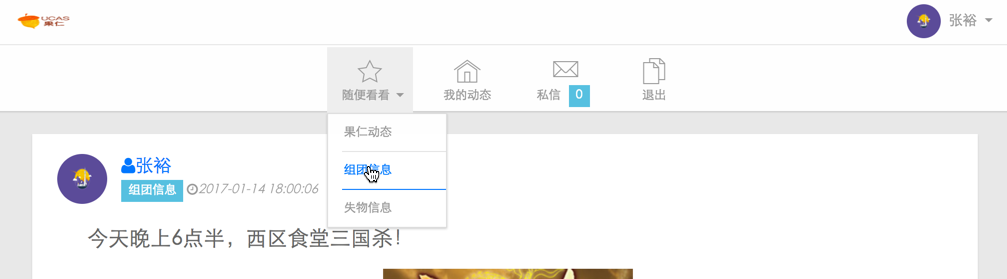 UCAS
果仁
张裕
随便看看
我的动态
私信 0
退出
果仁动态
组团信息
失物信息
张裕
组团信息 2017-01-14 18:00:06
今天晚上6点半，西区食堂三国杀！